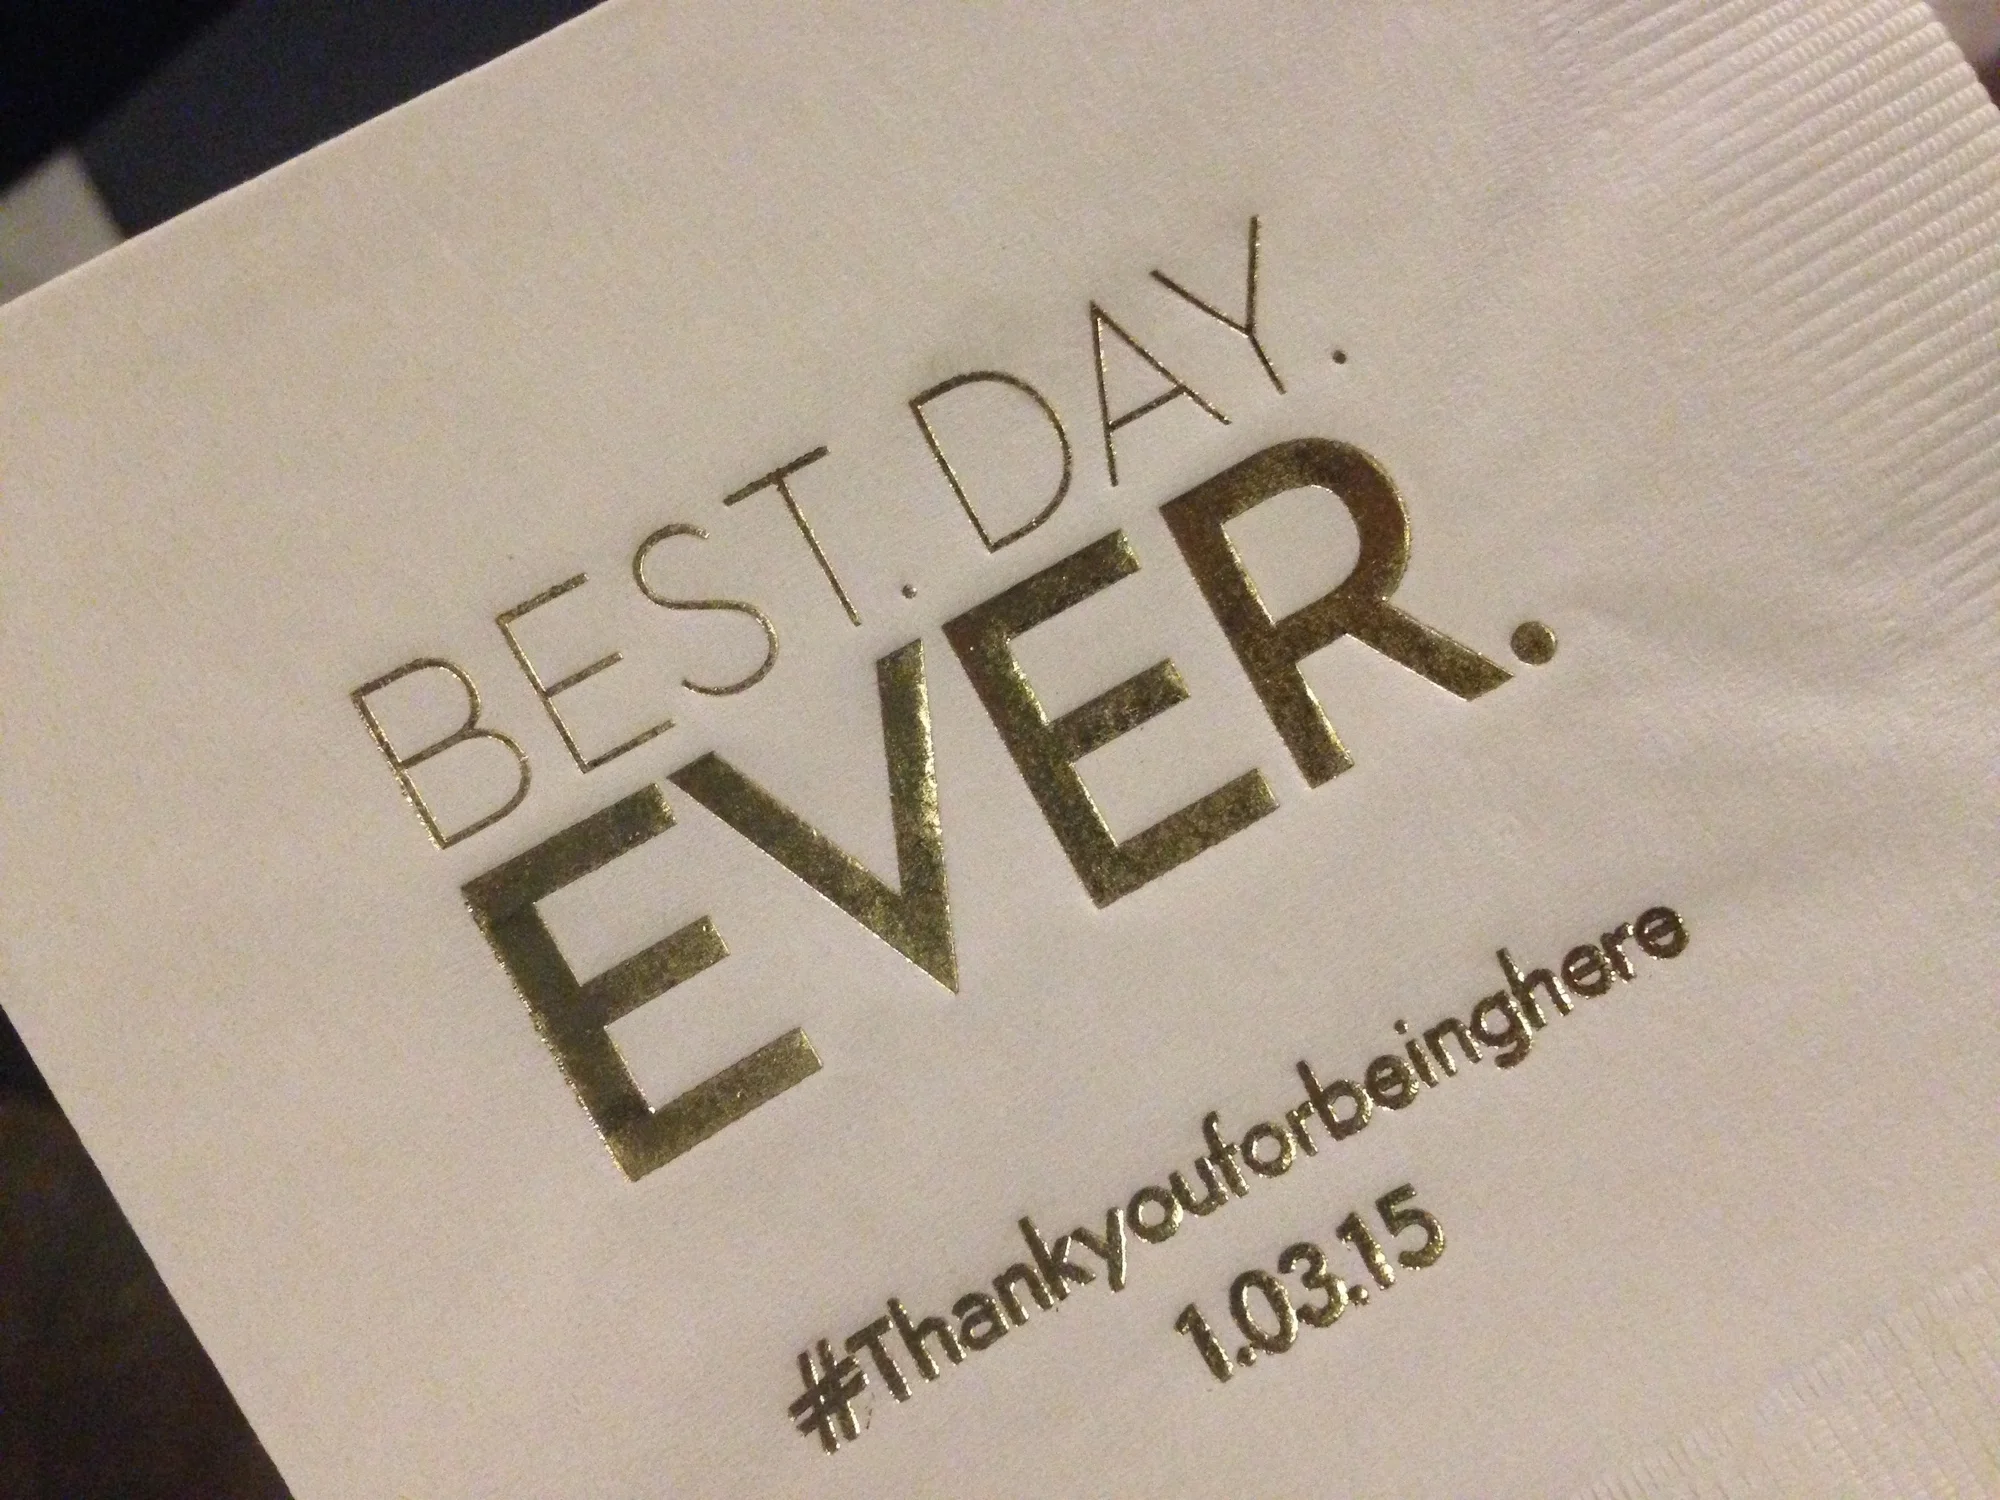 BEST. DAY.
EVER.
#Thankyouforbeinghere
1.03.15